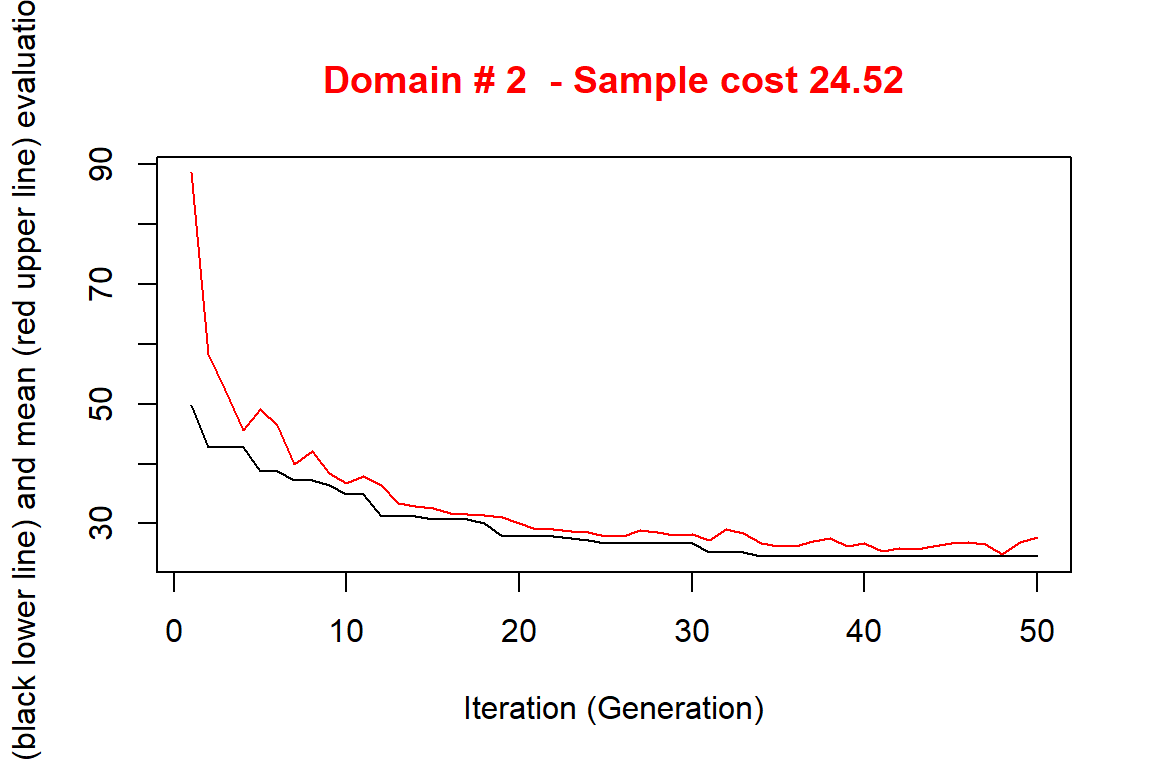 Domain # 2  - Sample cost 24.52
(black lower line) and mean (red upper line) evaluatio
90
70
50
30
0 10 20 30 40 50
Iteration (Generation)